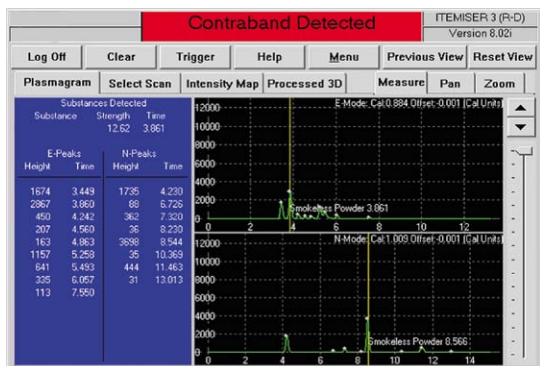 Contraband Detected
ITEMISER 3 (R-D)
Version 8.02i
Log Off Clear Trigger Help Menu Previous View Reset View
Plasmagram Select Scan Intensity Map Processed 3D Measure Pan Zoom
Substances Detected
Substance Strength Time
12.62 3.861
E-Peaks N-Peaks
Height Time Height Time
1674 3.449 1735 4.230
2867 3.860 88 6.726
450 4.242 362 7.320
207 4.560 36 8.230
163 4.863 3698 8.544
1157 5.258 35 10.369
641 5.493 444 11.463
335 6.057 31 13.013
113 7.550
E-Mode: Cal:0.884 Offset:-0.001 (Cal Units)
12000
10000
8000
6000
4000
2000
Smokeless Powder 3.861
0
0 2 4 6 8 10 12
N-Mode: Cal:1.009 Offset:-0.001 (Cal Units)
12000
10000
8000
6000
4000
2000
Smokeless Powder 8.566
0
0 2 4 6 8 10 12 14